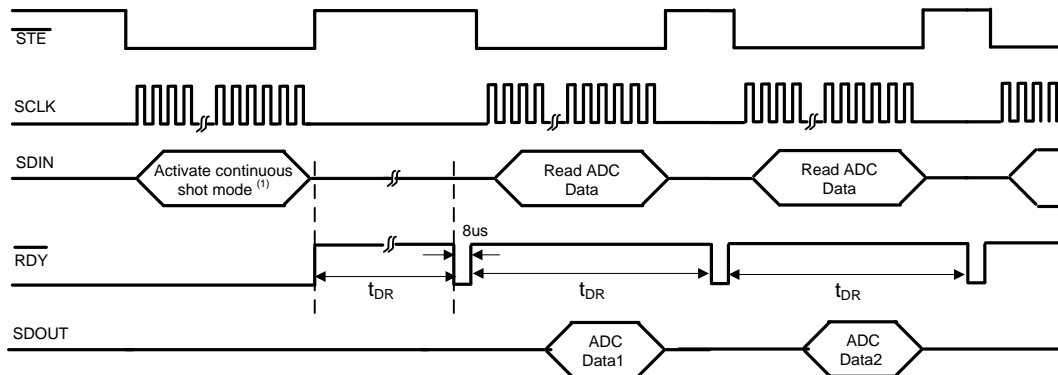 STE
SCLK
SDIN
Activate continuous
shot mode (1)
Read ADC
Data
Read ADC
Data
RDY
8us
tDR
tDR
tDR
SDOUT
ADC
Data1
ADC
Data2